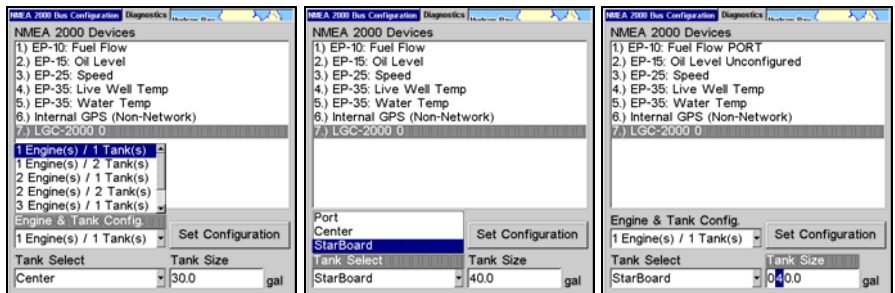 NMEA 2000 Bus Configuration Diagnostics
NMEA 2000 Devices
1.) EP-10: Fuel Flow
2.) EP-15: Oil Level
3.) EP-25: Speed
4.) EP-35: Live Well Temp
5.) EP-35: Water Temp
6.) Internal GPS (Non-Network)
7.) LGC-2000 0
1 Engine(s) / 1 Tank(s)
1 Engine(s) / 2 Tank(s)
2 Engine(s) / 1 Tank(s)
2 Engine(s) / 2 Tank(s)
3 Engine(s) / 1 Tank(s)
Engine & Tank Config.
1 Engine(s) / 1 Tank(s) Set Configuration
Tank Select Tank Size
Center 30.0 gal
NMEA 2000 Bus Configuration Diagnostics
NMEA 2000 Devices
1.) EP-10: Fuel Flow
2.) EP-15: Oil Level
3.) EP-25: Speed
4.) EP-35: Live Well Temp
5.) EP-35: Water Temp
6.) Internal GPS (Non-Network)
7.) LGC-2000 0
Port
Center
StarBoard Set Configuration
Tank Select Tank Size
StarBoard 40.0 gal
NMEA 2000 Bus Configuration Diagnostics
NMEA 2000 Devices
1.) EP-10: Fuel Flow PORT
2.) EP-15: Oil Level Unconfigured
3.) EP-25: Speed
4.) EP-35: Live Well Temp
5.) EP-35: Water Temp
6.) Internal GPS (Non-Network)
7.) LGC-2000 0
Engine & Tank Config.
1 Engine(s) / 1 Tank(s) Set Configuration
Tank Select Tank Size
StarBoard 040.0 gal